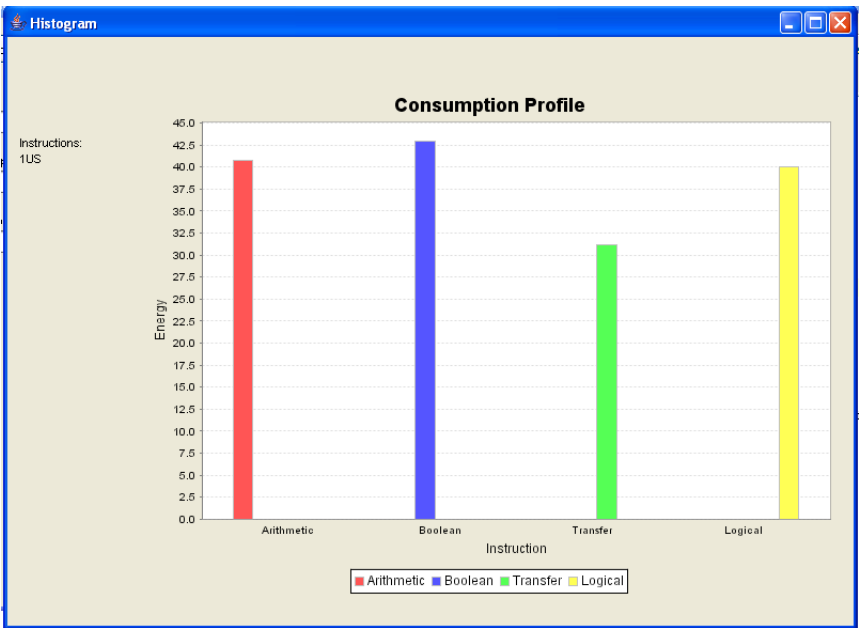 Histogram
Consumption Profile
Instructions:
1US
45.0
42.5
40.0
37.5
35.0
32.5
30.0
27.5
25.0
22.5
20.0
17.5
15.0
12.5
10.0
7.5
5.0
2.5
0.0
Energy
Arithmetic Boolean Transfer Logical
Instruction
Arithmetic Boolean Transfer Logical